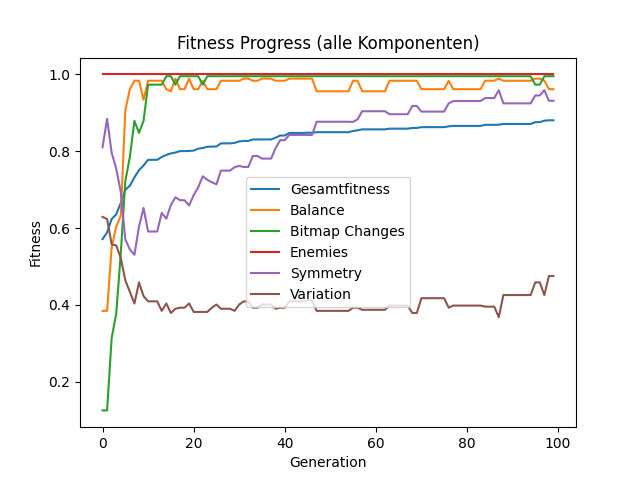 Fitness Progress (alle Komponenten)
Fitness
1.0
0.8
0.6
0.4
0.2
Gesamtfitness
Balance
Bitmap Changes
Enemies
Symmetry
Variation
0 20 40 60 80 100
Generation